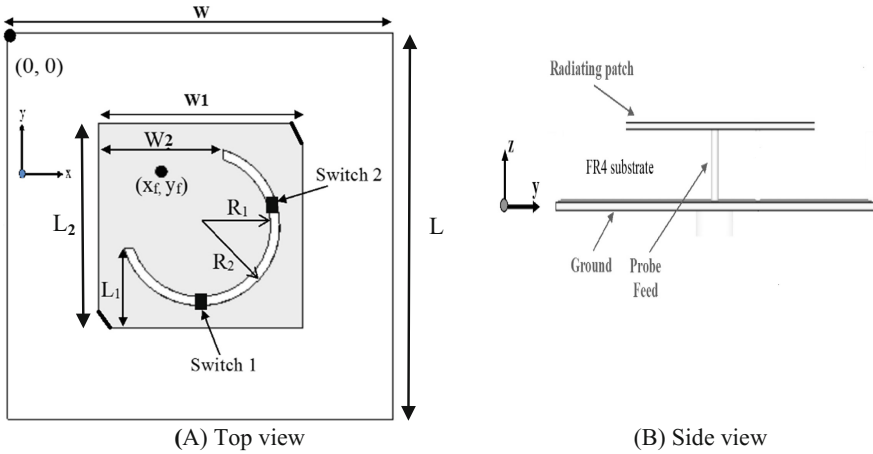 W
(0, 0)
W1
y
x
W2
(xf, yf)
Switch 2
R1
R2
L2
L1
L
Switch 1
(A) Top view
Radiating patch
z
FR4 substrate
y
Ground
Probe
Feed
(B) Side view